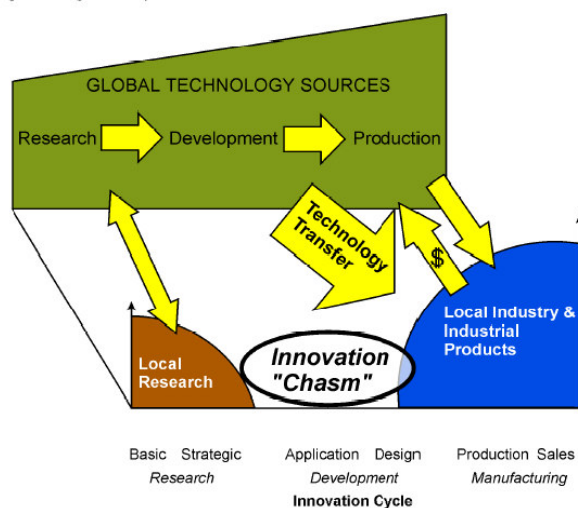 GLOBAL TECHNOLOGY SOURCES
Research
Development
Production
Technology
Transfer
$
Local
Research
Innovation
"Chasm"
Local Industry &
Industrial
Products
Basic Strategic
Application Design
Production Sales
Research
Development
Manufacturing
Innovation Cycle